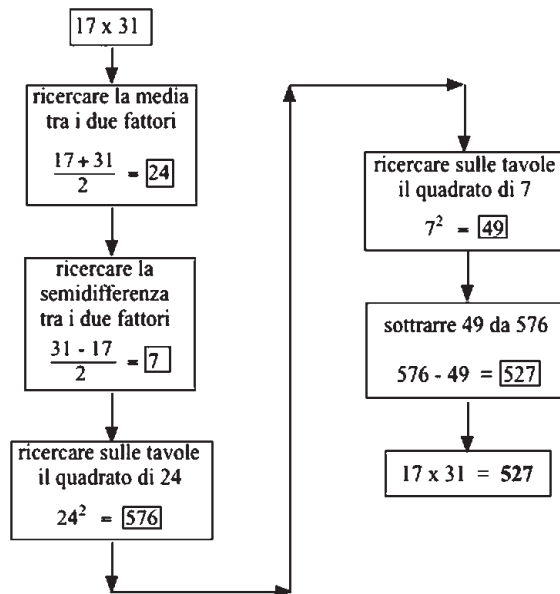 17 x 31
ricercare la media
tra i due fattori
17 + 31
2
= 24
ricercare la
semidifferenza
tra i due fattori
31 - 17
2
= 7
ricercare sulle tavole
il quadrato di 24
24² = 576
ricercare sulle tavole
il quadrato di 7
7² = 49
sottrarre 49 da 576
576 - 49 = 527
17 x 31 = 527